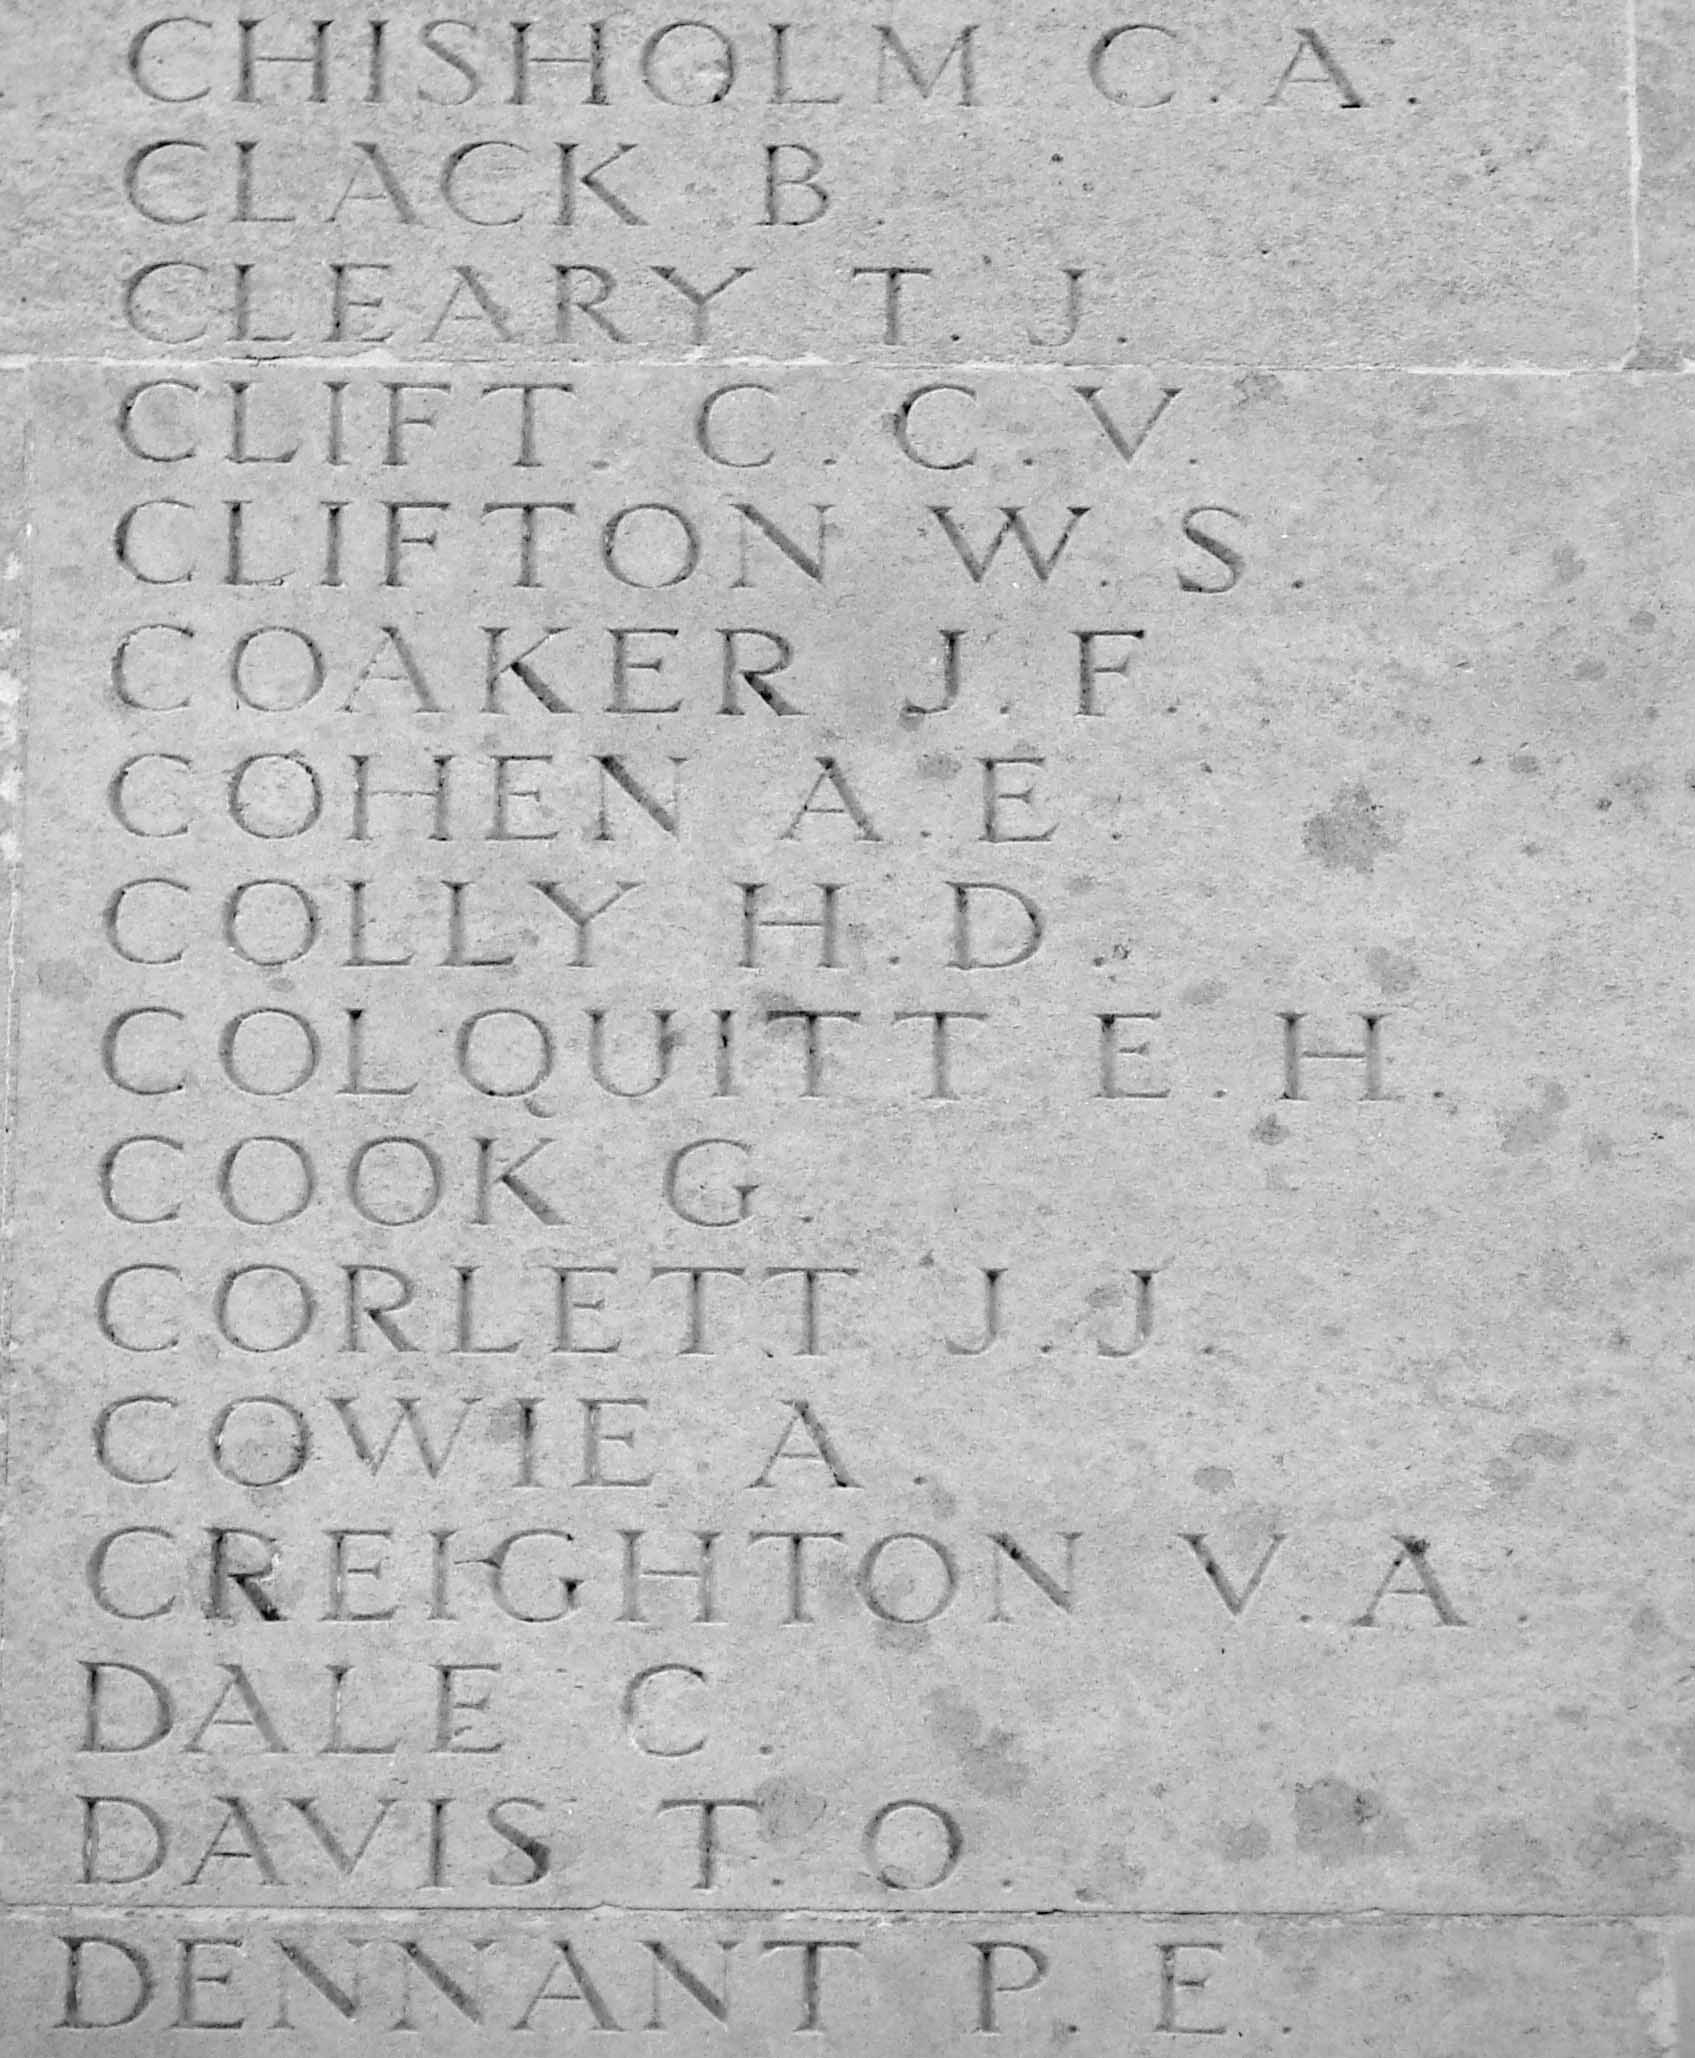 CHISHOLM C. A.
CLACK B.
CLEARY T. J.
CLIFT. C. C. V.
CLIFTON W. S.
COAKER J. F.
COHEN A. E.
COLLY H. D.
COLQUITT E. H.
COOK G.
CORLETT J. J.
COWIE A.
CREIGHTON V. A.
DALE C.
DAVIS T. O.
DENNANT P. E.